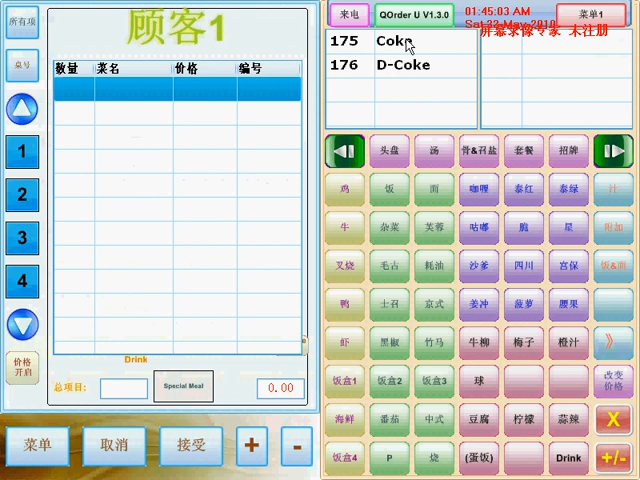 所有项
桌号
1
2
3
4
价格
开启
顾客1
数量 菜名 价格 编号
Drink
总项目:
Special Meal
0.00
菜单 取消 接受 + -
来电
QOrder U V1.3.0
01:45:03 AM
Sat 22 May 2010
菜单1
屏幕录像专家 未注册
175 Coke
176 D-Coke
头盘 汤 骨&召盐 套餐 招牌
鸡 饭 面 咖喱 泰红 泰绿 汁
牛 杂菜 芙蓉 咕嘟 脆 星 附加
叉烧 毛古 蚝油 沙爹 四川 宫保 饭&面
鸭 士召 京式 姜冲 菠萝 腰果
虾 黑椒 竹马 牛柳 梅子 橙汁 》
饭盒1 饭盒2 饭盒3 球 改变
价格
海鲜 番茄 中式 豆腐 柠檬 蒜辣 X
饭盒4 P 烧 (蛋饭) Drink +/-